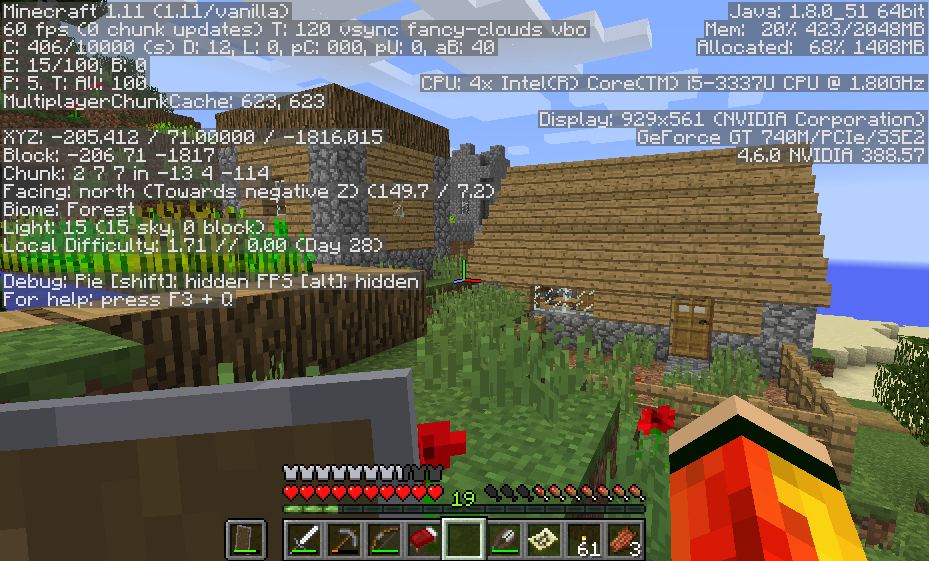 Minecraft 1.11 (1.11/vanilla)
60 fps (0 chunk updates) T: 120 vsync fancy-clouds vbo
C: 406/10000 (s) D: 12, L: 0, pC: 000, pU: 0, aB: 40
E: 15/100, B: 0
P: 5. T: All: 100
MultiplayerChunkCache: 623, 623
XYZ: -205.412 / 71.00000 / -1816.015
Block: -206 71 -1817
Chunk: 2 7 7 in -13 4 -114
Facing: north (Towards negative Z) (149.7 / 7.2)
Biome: Forest
Light: 15 (15 sky, 0 block)
Local Difficulty: 1.71 // 0.00 (Day 28)
Debug: Pie [shift]: hidden FPS [alt]: hidden
For help: press F3 + Q
Java: 1.8.0_51 64bit
Mem: 20% 423/2048MB
Allocated: 68% 1408MB
CPU: 4x Intel(R) Core(TM) i5-3337U CPU @ 1.80GHz
Display: 929x561 (NVIDIA Corporation)
GeForce GT 740M/PCIe/SSE2
4.6.0 NVIDIA 388.57
19
61
3